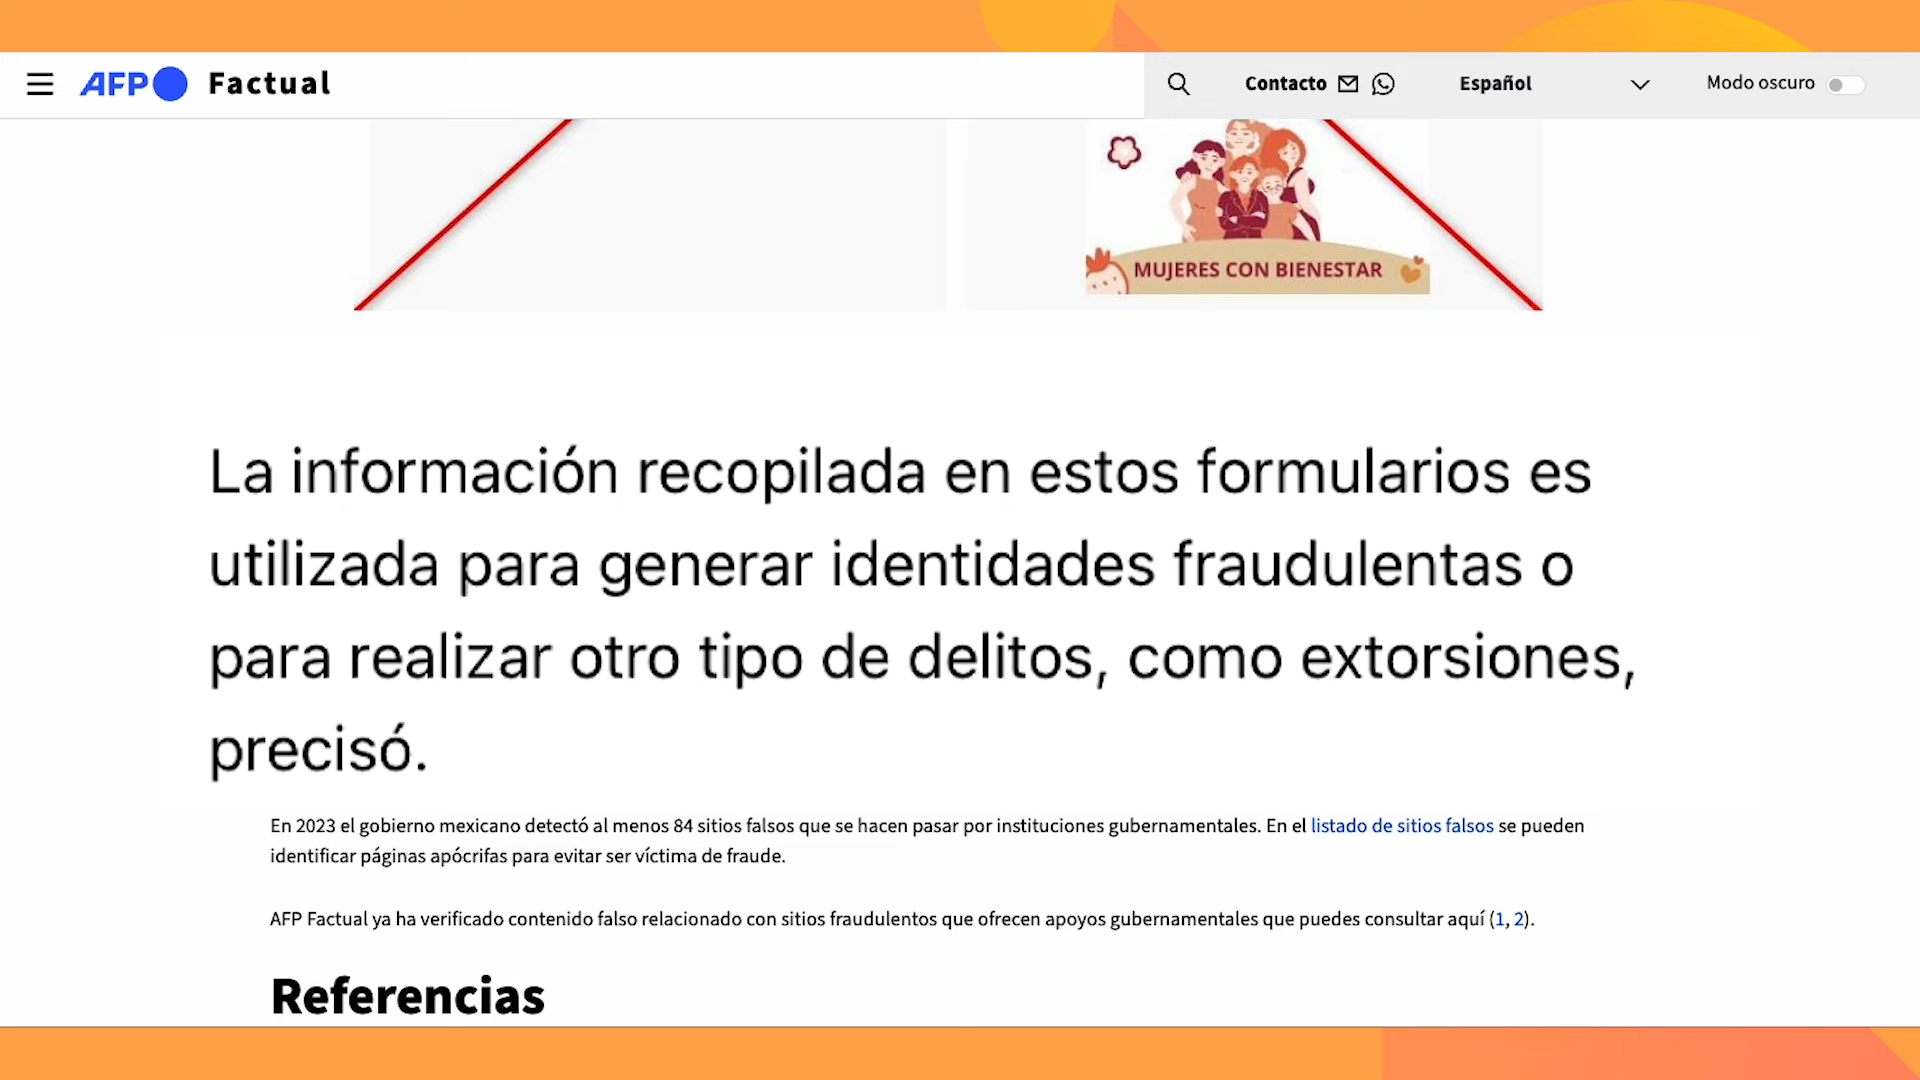 AFP Factual
Contacto
Español
Modo oscuro
MUJERES CON BIENESTAR
La información recopilada en estos formularios es
utilizada para generar identidades fraudulentas o
para realizar otro tipo de delitos, como extorsiones,
precisó.
En 2023 el gobierno mexicano detectó al menos 84 sitios falsos que se hacen pasar por instituciones gubernamentales. En el listado de sitios falsos se pueden
identificar páginas apócrifas para evitar ser víctima de fraude.
AFP Factual ya ha verificado contenido falso relacionado con sitios fraudulentos que ofrecen apoyos gubernamentales que puedes consultar aquí (1, 2).
Referencias